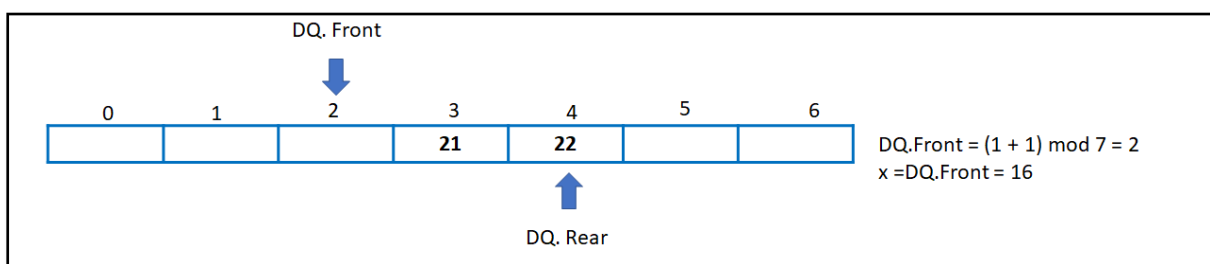 DQ. Front
0 1 2 3 4 5 6
21 22
DQ.Front = (1 + 1) mod 7 = 2
x =DQ.Front = 16
DQ. Rear